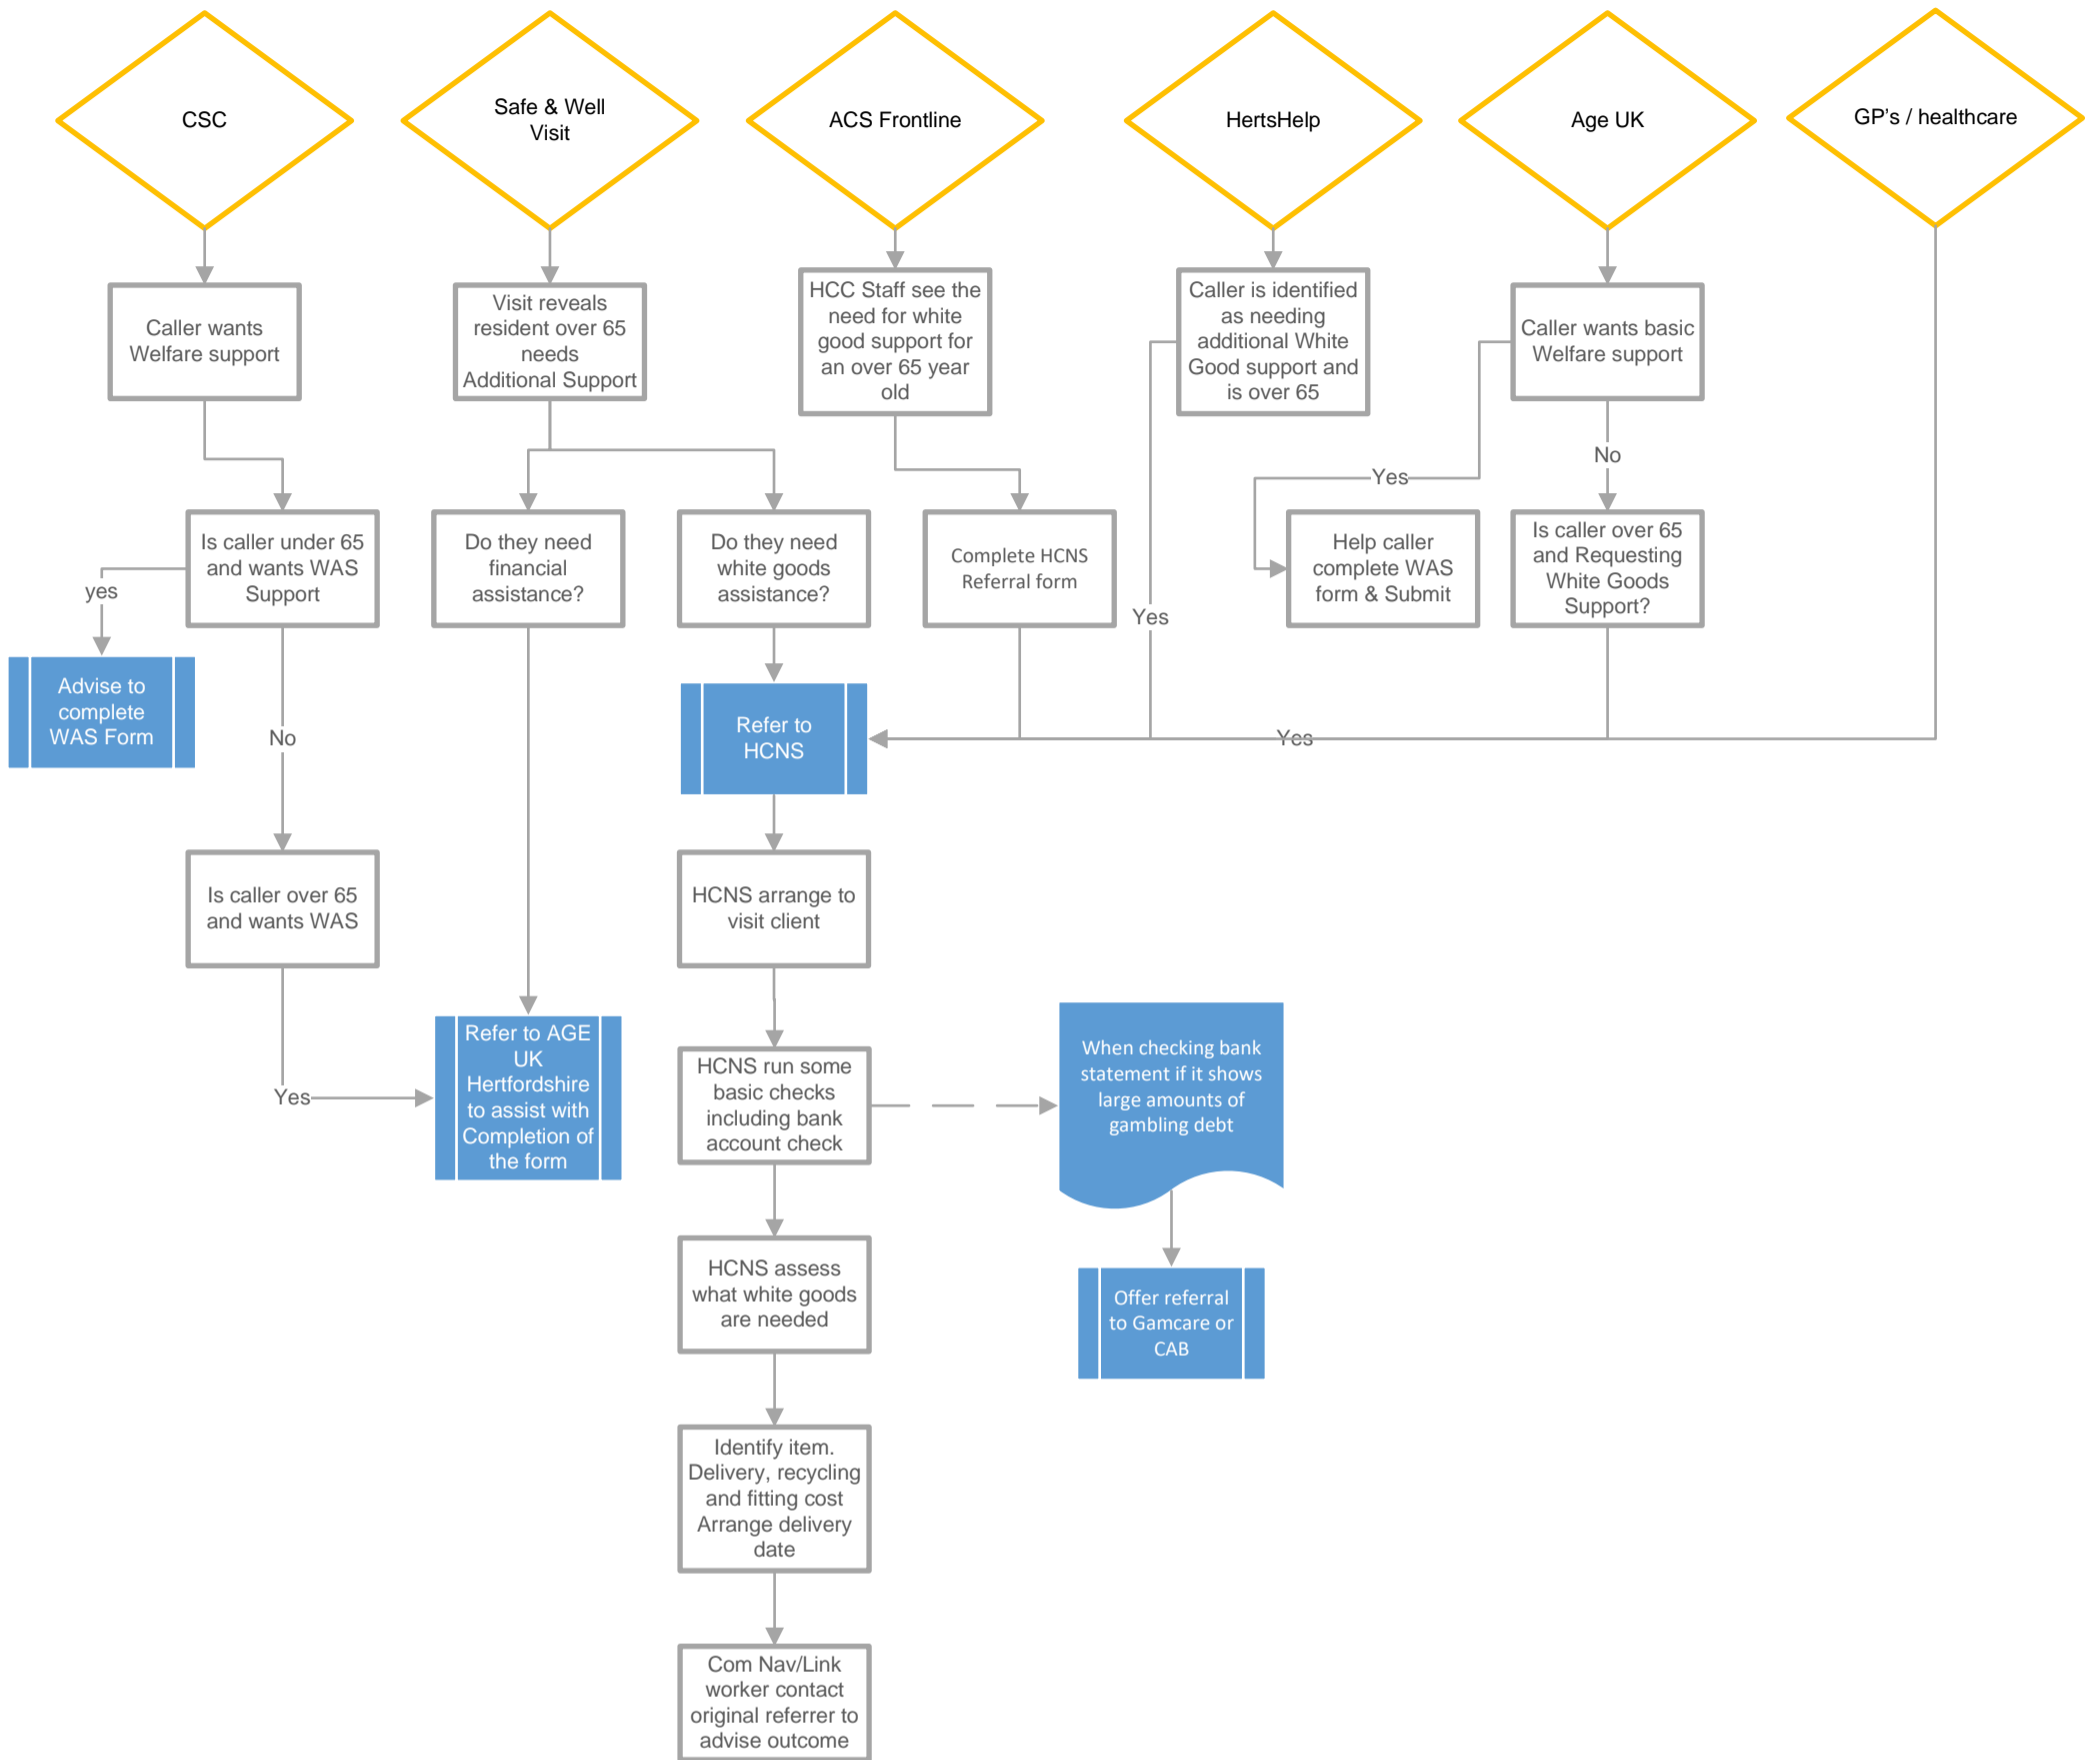 CSC
Safe & Well
Visit
ACS Frontline
HertsHelp
Age UK
GP's / healthcare
Caller wants
Welfare support
Visit reveals
resident over 65
needs
Additional Support
HCC Staff see the
need for white
good support for
an over 65 year
old
Caller is identified
as needing
additional White
Good support and
is over 65
Caller wants basic
Welfare support
No
Yes
Is caller under 65
and wants WAS
Support
Do they need
financial
assistance?
Do they need
white goods
assistance?
Complete HCNS
Referral form
Help caller
complete WAS
form & Submit
Is caller over 65
and Requesting
White Goods
Support?
yes
Yes
Advise to
complete
WAS Form
No
Refer to
HCNS
Yes
Is caller over 65
and wants WAS
HCNS arrange to
visit client
Yes
Refer to AGE
UK
Hertfordshire
to assist with
Completion of
the form
HCNS run some
basic checks
including bank
account check
When checking bank
statement if it shows
large amounts of
gambling debt
HCNS assess
what white goods
are needed
Offer referral
to Gamcare or
CAB
Identify item.
Delivery, recycling
and fitting cost
Arrange delivery
date
Com Nav/Link
worker contact
original referrer to
advise outcome